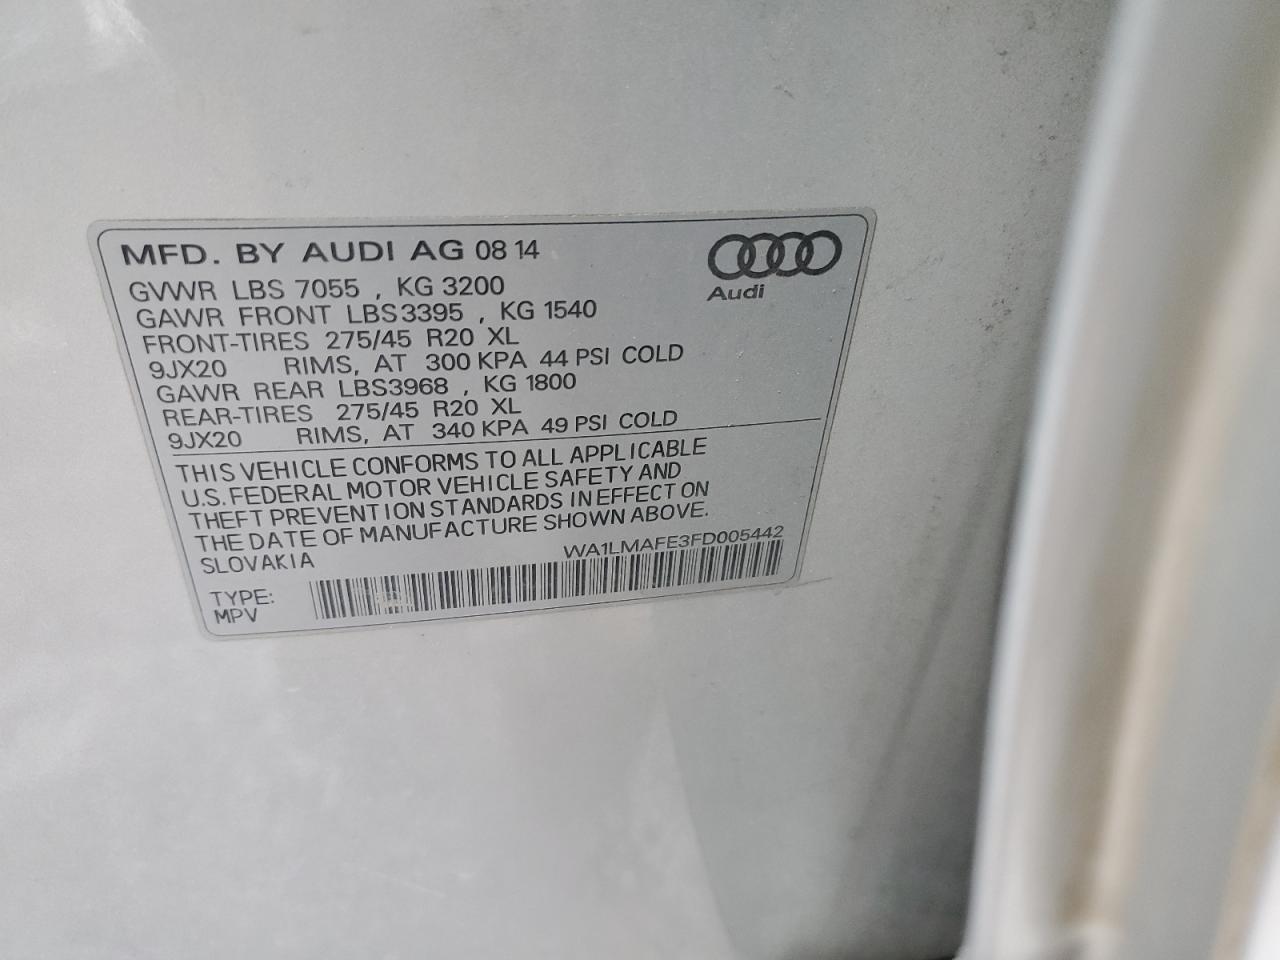 MFD. BY AUDI AG 08 14
Audi
GVWR LBS 7055 , KG 3200
GAWR FRONT LBS3395 , KG 1540
FRONT-TIRES 275/45 R20 XL
9JX20 RIMS, AT 300 KPA 44 PSI COLD
GAWR REAR LBS3968 , KG 1800
REAR-TIRES 275/45 R20 XL
9JX20 RIMS, AT 340 KPA 49 PSI COLD
THIS VEHICLE CONFORMS TO ALL APPLICABLE
U.S. FEDERAL MOTOR VEHICLE SAFETY AND
THEFT PREVENTION STANDARDS IN EFFECT ON
THE DATE OF MANUFACTURE SHOWN ABOVE.
SLOVAKIA
WA1LMAFE3FD005442
TYPE:
MPV